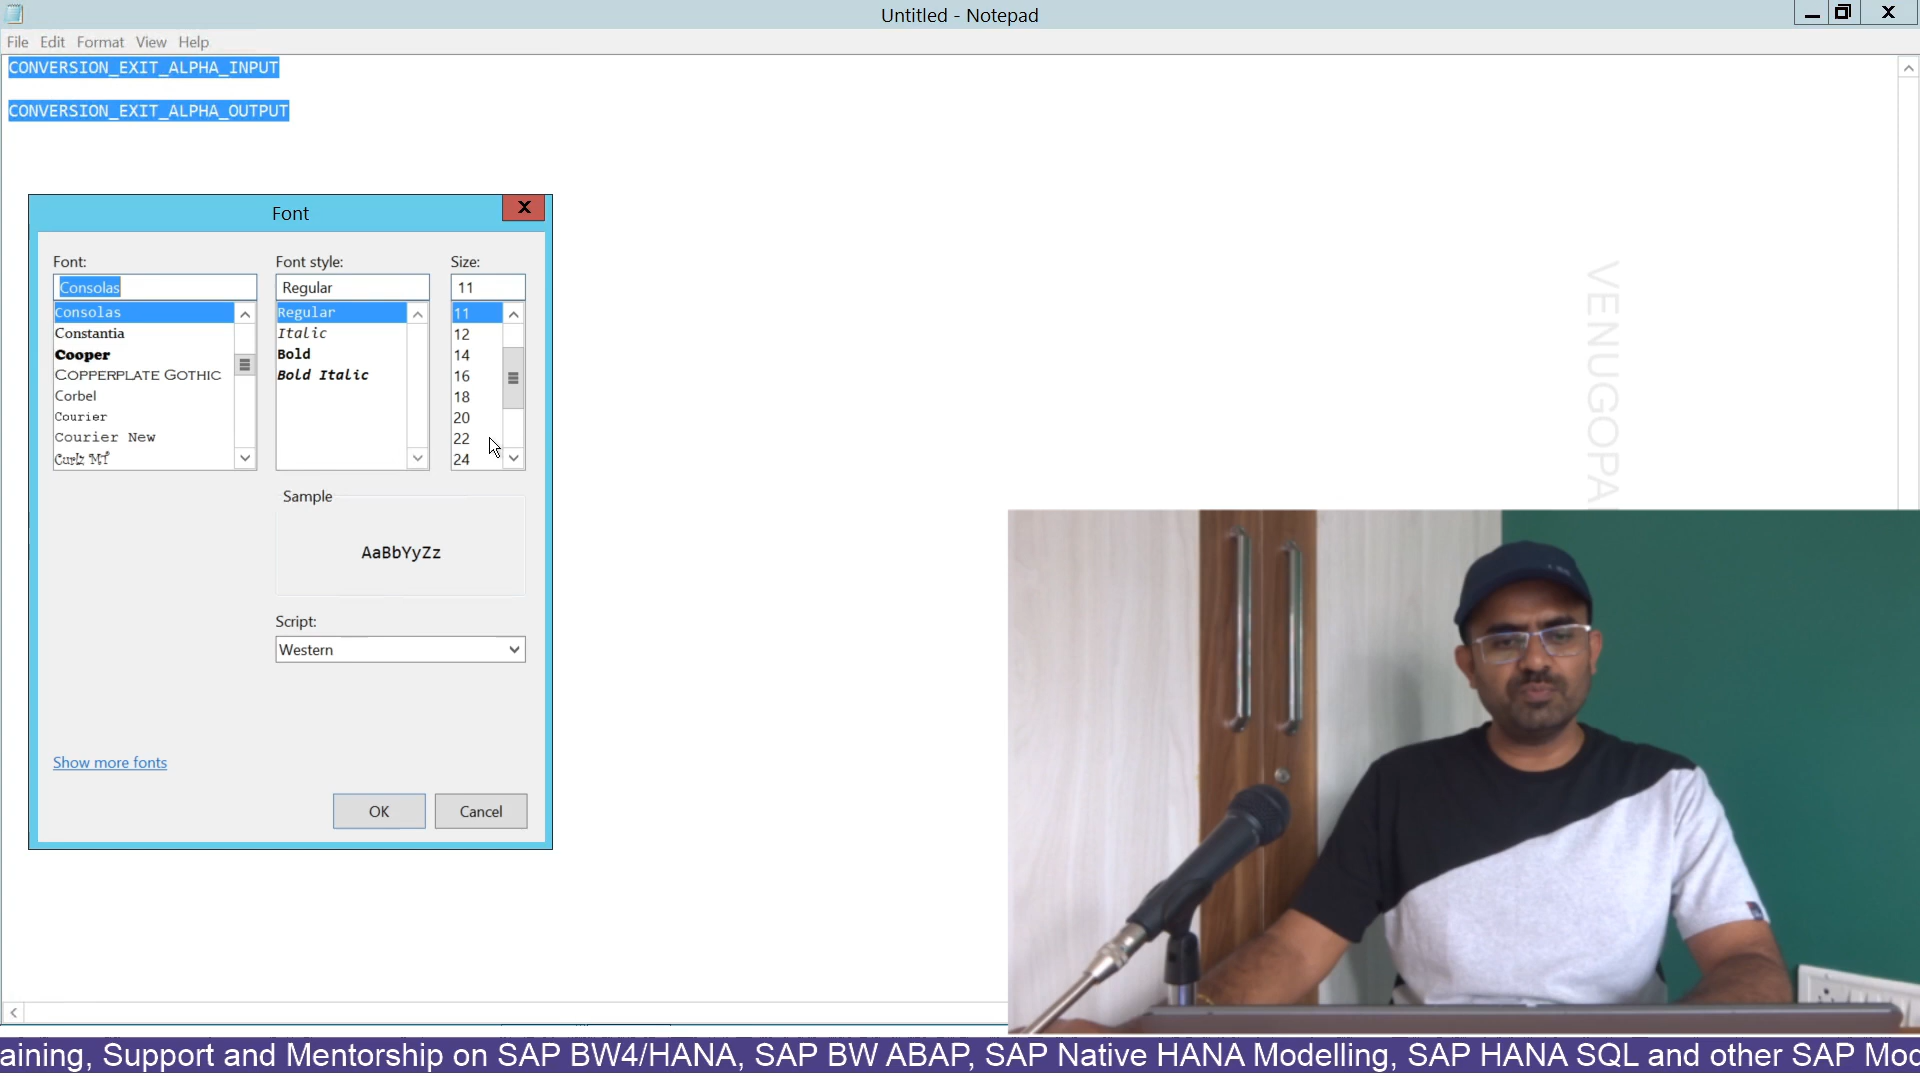 Untitled - Notepad
File Edit Format View Help
CONVERSION_EXIT_ALPHA_INPUT
CONVERSION_EXIT_ALPHA_OUTPUT
Font
Font: Font style: Size:
Consolas Regular 11
Consolas Regular 11
Constantia Italic 12
Cooper Bold 14
COPPERPLATE GOTHIC Bold Italic 16
Corbel 18
Courier 20
Courier New 22
Curlz MT 24
Sample
AaBbYyZz
Script:
Western
Show more fonts
OK Cancel
VENUGOPA
aining, Support and Mentorship on SAP BW4/HANA, SAP BW ABAP, SAP Native HANA Modelling, SAP HANA SQL and other SAP Mod